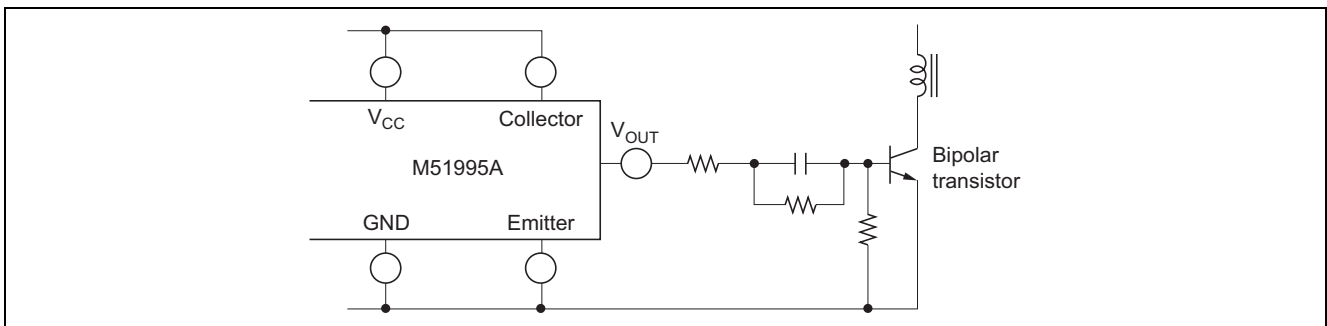 V_CC
Collector
V_OUT
M51995A
Bipolar
transistor
GND
Emitter